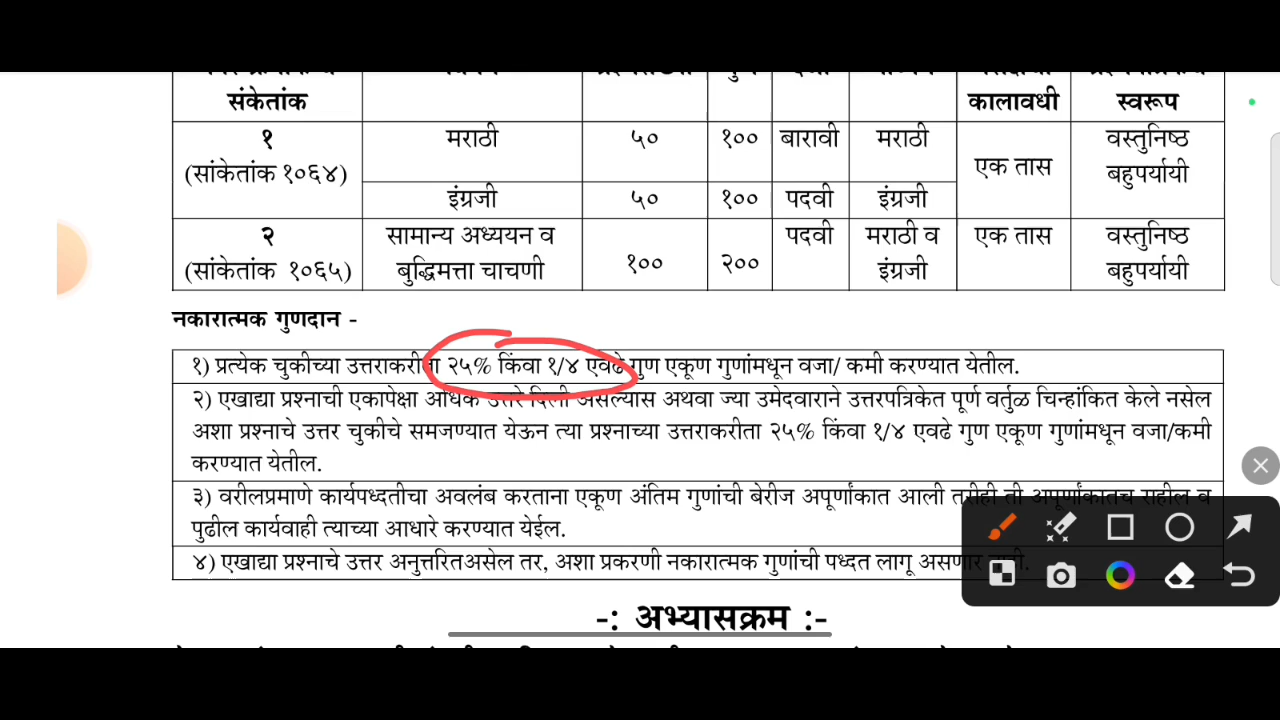 संकेतांक
कालावधी
स्वरूप
१
मराठी
५०
१००
बारावी
मराठी
एक तास
वस्तुनिष्ठ
(सांकेतांक १०६४)
बहुपर्यायी
इंग्रजी
५०
१००
पदवी
इंग्रजी
२
सामान्य अध्ययन व
१००
२००
पदवी
मराठी व
एक तास
वस्तुनिष्ठ
(सांकेतांक १०६५)
बुद्धिमत्ता चाचणी
इंग्रजी
बहुपर्यायी
नकारात्मक गुणदान -
१) प्रत्येक चुकीच्या उत्तराकरीता २५% किंवा १/४ एवढे गुण एकूण गुणांमधून वजा/ कमी करण्यात येतील.
२) एखाद्या प्रश्नाची एकापेक्षा अधिक उत्तरे दिली असल्यास अथवा ज्या उमेदवाराने उत्तरपत्रिकेत पूर्ण वर्तुळ चिन्हांकित केले नसेल
अशा प्रश्नाचे उत्तर चुकीचे समजण्यात येऊन त्या प्रश्नाच्या उत्तराकरीता २५% किंवा १/४ एवढे गुण एकूण गुणांमधून वजा/कमी
करण्यात येतील.
३) वरीलप्रमाणे कार्यपध्दतीचा अवलंब करताना एकूण अंतिम गुणांची बेरीज अपूर्णांकात आली तरीही ती अपूर्णांकातच राहील व
पुढील कार्यवाही त्याच्या आधारे करण्यात येईल.
४) एखाद्या प्रश्नाचे उत्तर अनुत्तरितअसेल तर, अशा प्रकरणी नकारात्मक गुणांची पध्दत लागू असणार
-: अभ्यासक्रम :-